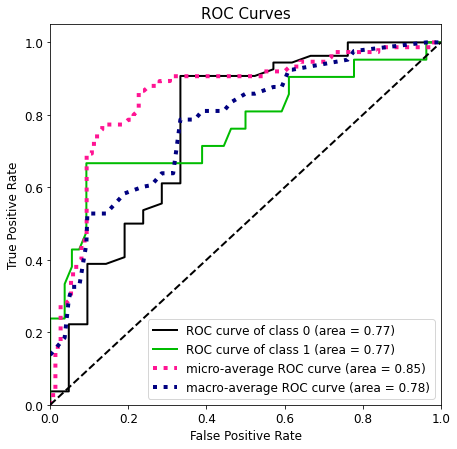 ROC Curves
True Positive Rate
1.0
0.8
0.6
0.4
0.2
0.0
ROC curve of class 0 (area = 0.77)
ROC curve of class 1 (area = 0.77)
micro-average ROC curve (area = 0.85)
macro-average ROC curve (area = 0.78)
0.0 0.2 0.4 0.6 0.8 1.0
False Positive Rate